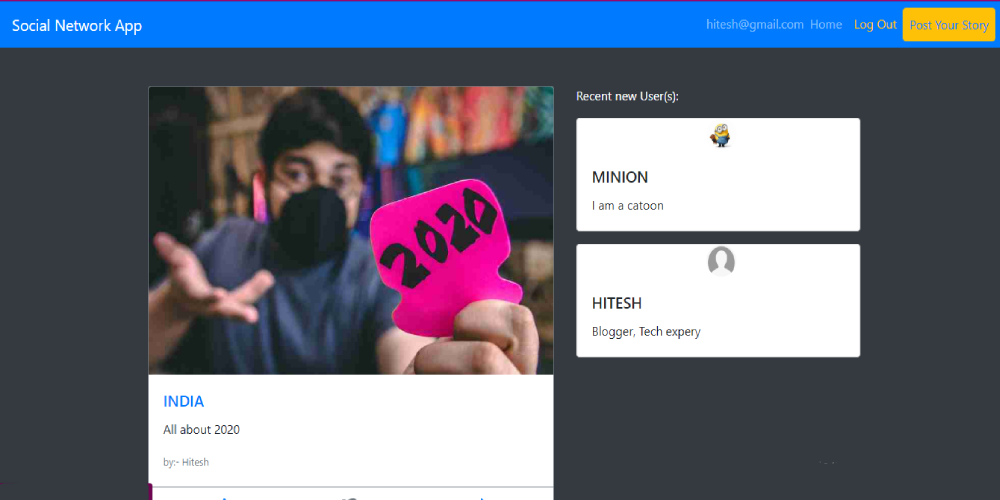 Social Network App
hitesh@gmail.com Home Log Out Post Your Story
2020
INDIA
All about 2020
by:- Hitesh
Recent new User(s):
MINION
I am a catoon
HITESH
Blogger, Tech expery